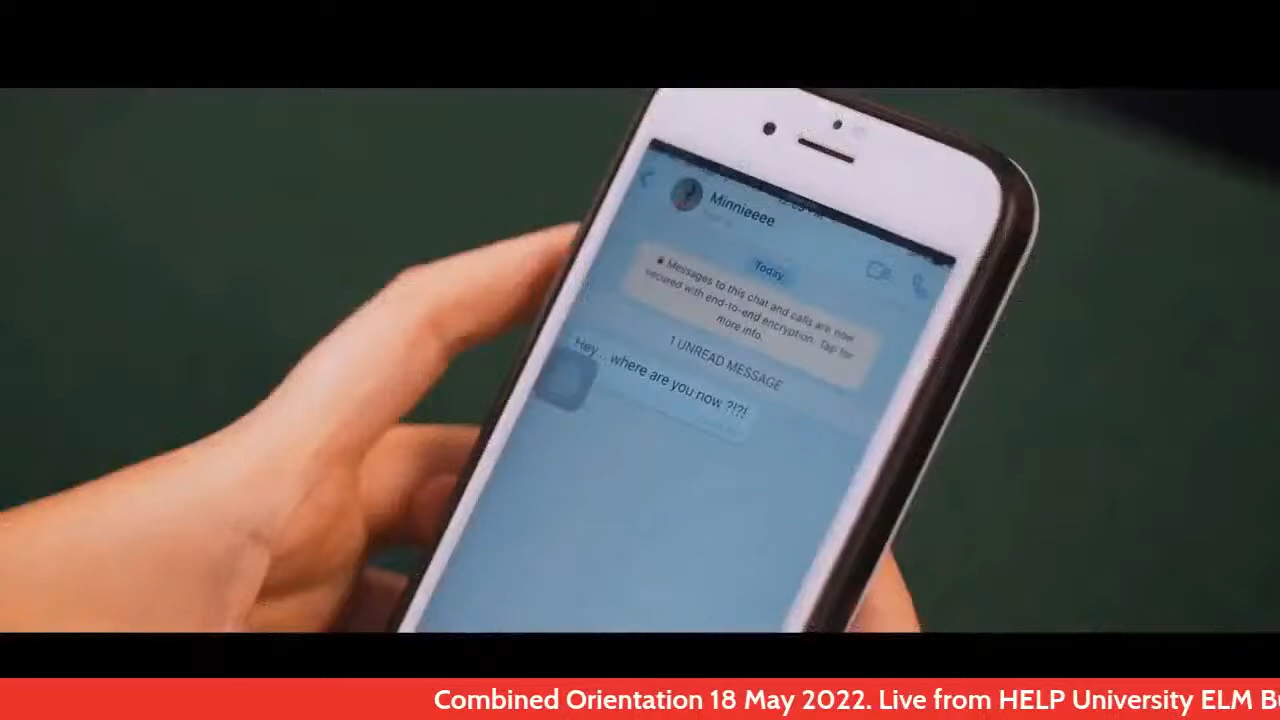 Minnieeee
Today
Messages to this chat and calls are now
secured with end-to-end encryption. Tap for
more info.
1 UNREAD MESSAGE
Hey... where are you now ?!?!
Combined Orientation 18 May 2022. Live from HELP University ELM